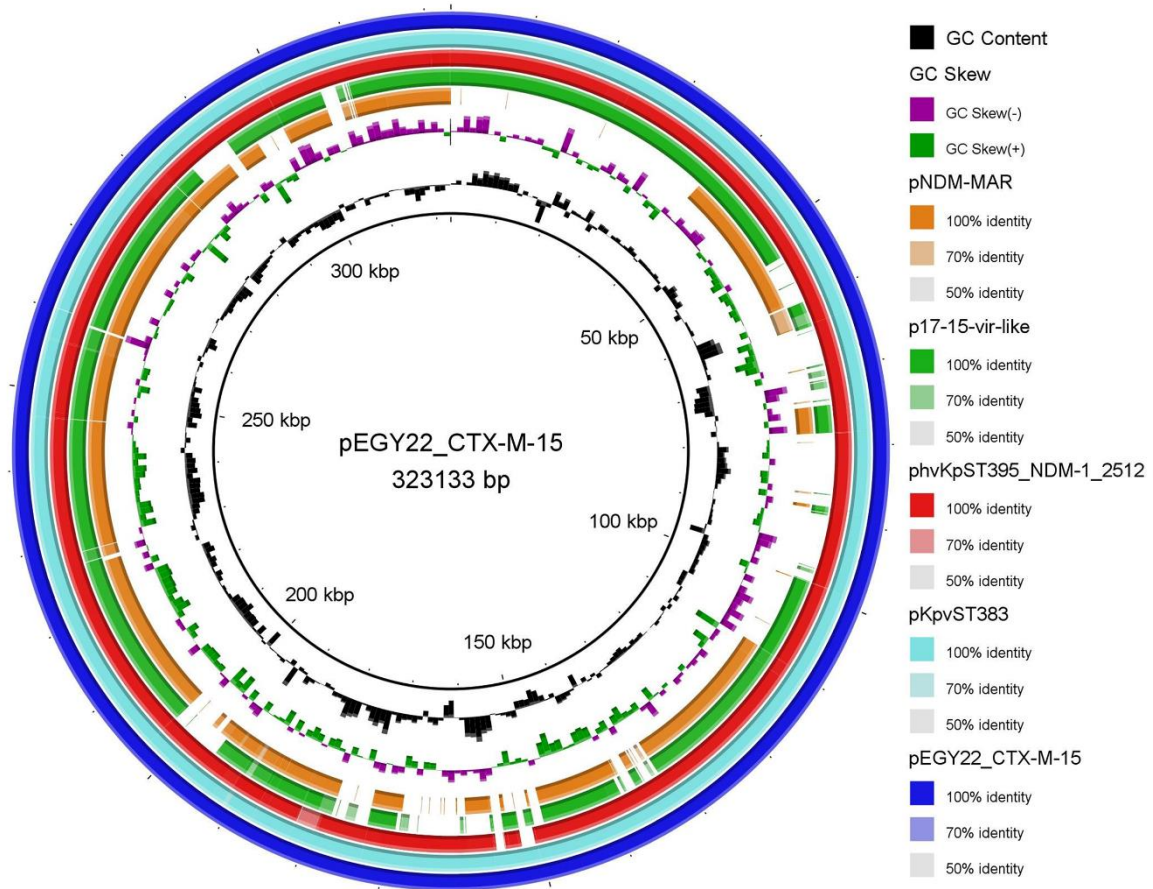 300 kbp
50 kbp
250 kbp
pEGY22_CTX-M-15
323133 bp
100 kbp
200 kbp
150 kbp
GC Content
GC Skew
GC Skew(-)
GC Skew(+)
pNDM-MAR
100% identity
70% identity
50% identity
p17-15-vir-like
100% identity
70% identity
50% identity
phvKpST395_NDM-1_2512
100% identity
70% identity
50% identity
pKpvST383
100% identity
70% identity
50% identity
pEGY22_CTX-M-15
100% identity
70% identity
50% identity